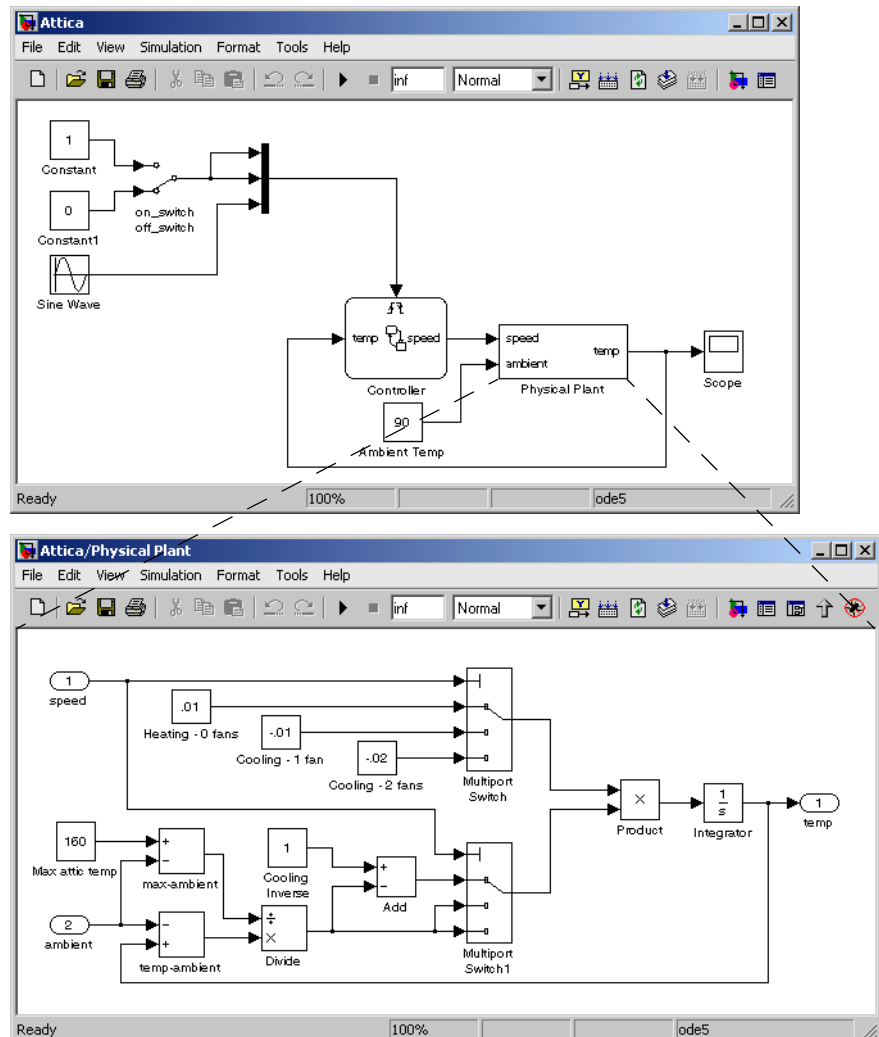 Attica
File Edit View Simulation Format Tools Help
inf Normal
1
Constant
0
Constant1
on_switch
off_switch
Sine Wave
temp speed
Controller
speed
ambient
temp
Physical Plant
Scope
90
Ambient Temp
Ready 100% ode5
Attica/Physical Plant
File Edit View Simulation Format Tools Help
inf Normal
1
speed
.01
Heating - 0 fans
-.01
Cooling - 1 fan
-.02
Cooling - 2 fans
Multiport
Switch
×
Product
1
s
Integrator
1
temp
160
Max attic temp
+
−
max-ambient
1
Cooling
Inverse
+
−
Add
2
ambient
−
+
temp-ambient
÷
×
Divide
Multiport
Switch1
Ready 100% ode5